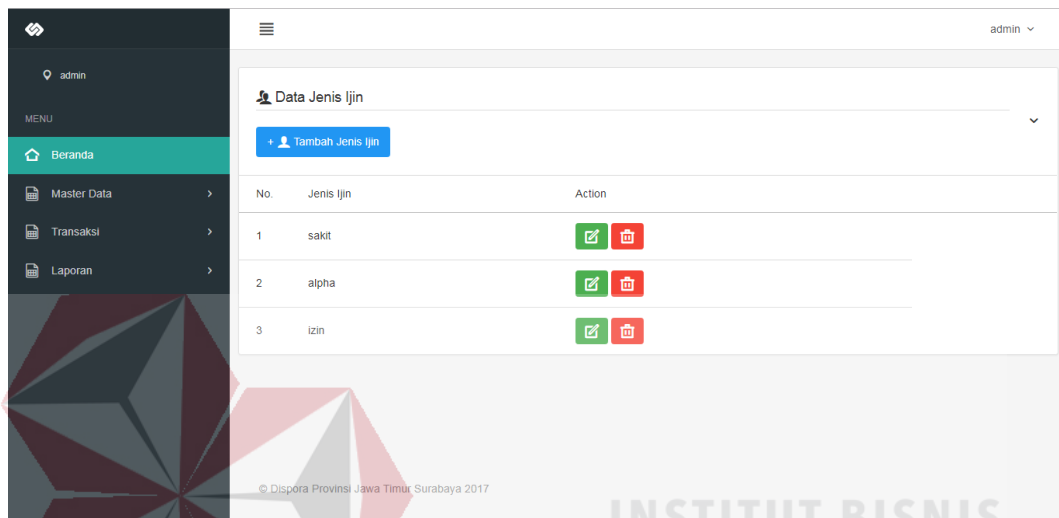 admin
admin
MENU
Beranda
Master Data
Transaksi
Laporan
Data Jenis Ijin
+ Tambah Jenis Ijin
No. Jenis Ijin Action
1 sakit
2 alpha
3 izin
© Dispora Provinsi Jawa Timur Surabaya 2017
INSTITUT BISNIS